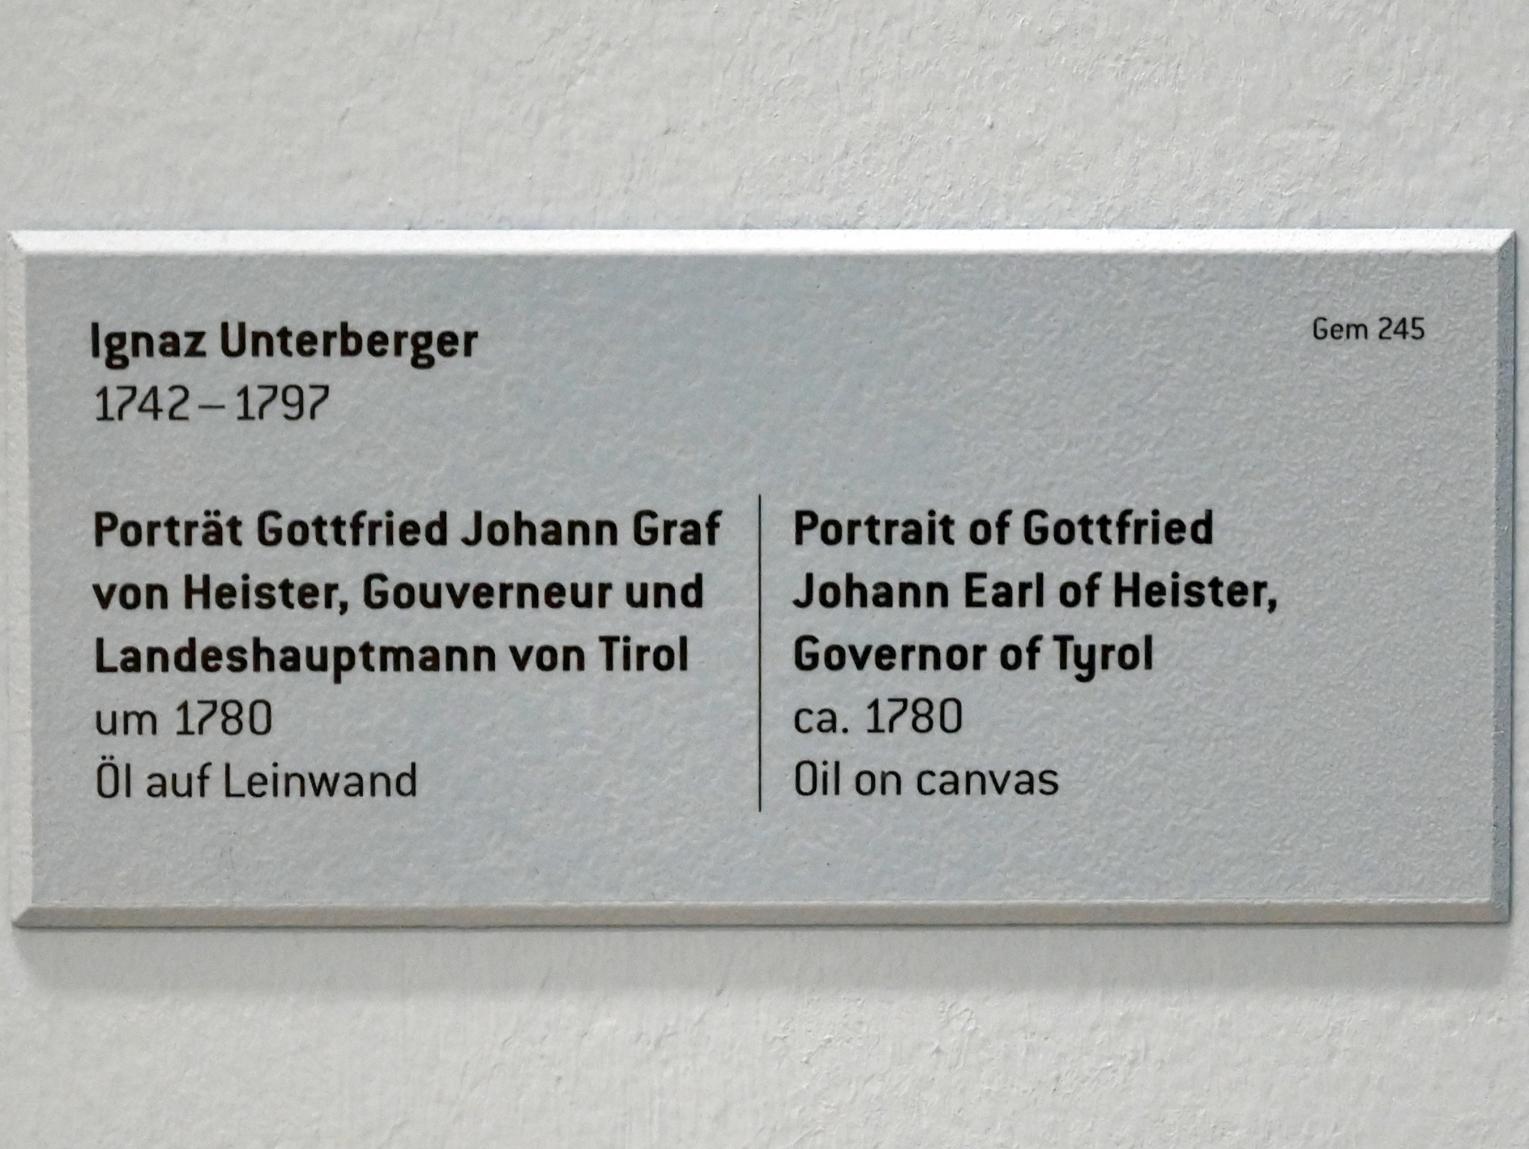 Ignaz Unterberger
1742 – 1797
Gem 245
Porträt Gottfried Johann Graf
von Heister, Gouverneur und
Landeshauptmann von Tirol
um 1780
Öl auf Leinwand
Portrait of Gottfried
Johann Earl of Heister,
Governor of Tyrol
ca. 1780
Oil on canvas